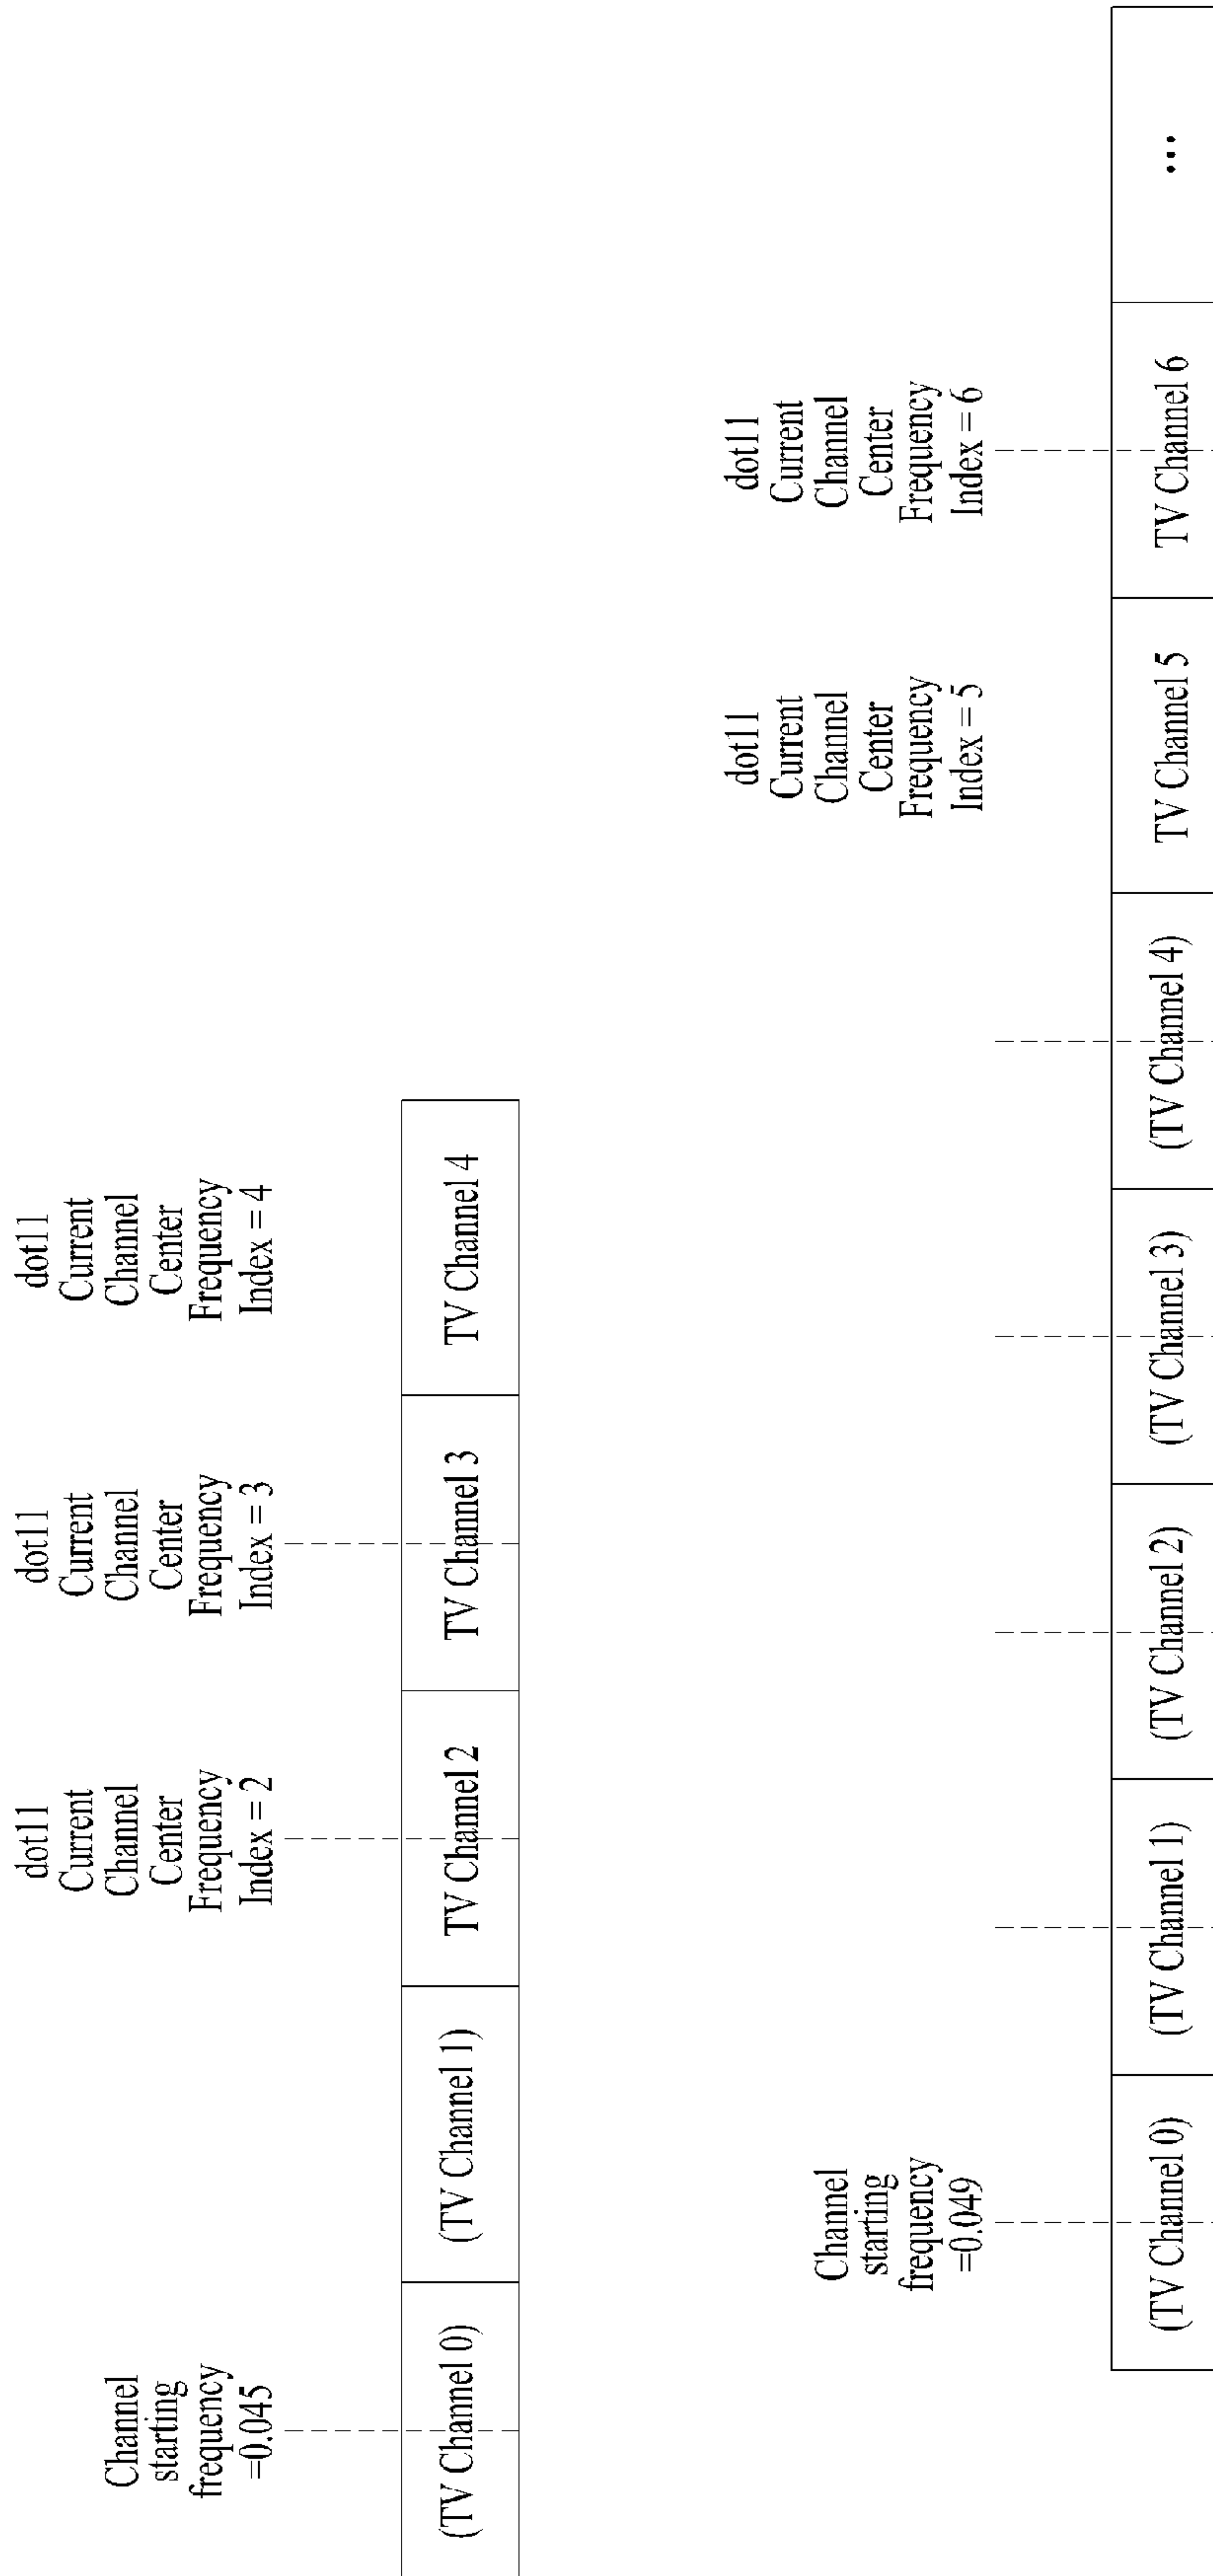 Channel
starting
frequency
=0.045
dot11
Current
Channel
Center
Frequency
Index = 2
dot11
Current
Channel
Center
Frequency
Index = 3
dot11
Current
Channel
Center
Frequency
Index = 4
(TV Channel 0)
(TV Channel 1)
TV Channel 2
TV Channel 3
TV Channel 4
Channel
starting
frequency
=0.049
dot11
Current
Channel
Center
Frequency
Index = 5
dot11
Current
Channel
Center
Frequency
Index = 6
(TV Channel 0)
(TV Channel 1)
(TV Channel 2)
(TV Channel 3)
(TV Channel 4)
TV Channel 5
TV Channel 6
...